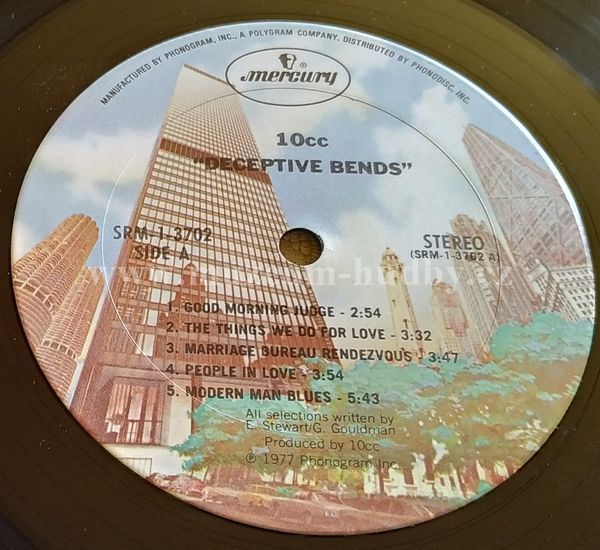 MANUFACTURED BY PHONOGRAM, INC., A POLYGRAM COMPANY. DISTRIBUTED BY PHONODISC, INC.
mercury
®
10cc
"DECEPTIVE BENDS"
SRM-1-3702
SIDE A
STEREO
(SRM-1-3702 A)
1. GOOD MORNING JUDGE - 2:54
2. THE THINGS WE DO FOR LOVE - 3:32
3. MARRIAGE BUREAU RENDEZVOUS - 3:47
4. PEOPLE IN LOVE - 3:54
5. MODERN MAN BLUES - 5:43
All selections written by
E. Stewart/G. Gouldman
Produced by 10cc
℗ 1977 Phonogram Inc.